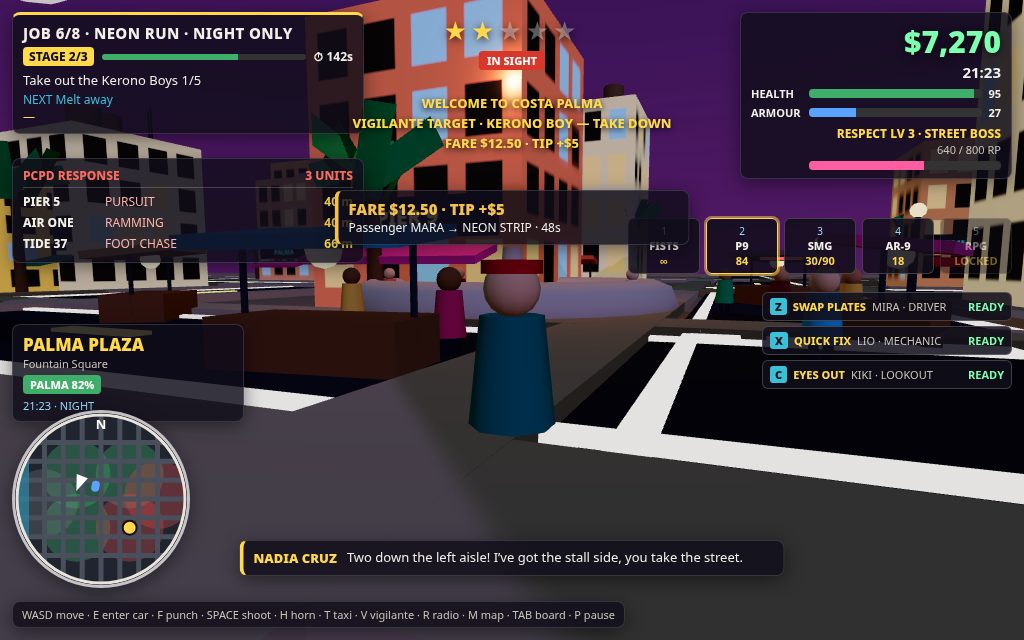 JOB 6/8 · NEON RUN · NIGHT ONLY
STAGE 2/3
142s
Take out the Kerono Boys 1/5
NEXT Melt away
—
IN SIGHT
WELCOME TO COSTA PALMA
VIGILANTE TARGET · KERONO BOY — TAKE DOWN
FARE $12.50 · TIP +$5
$7,270
21:23
HEALTH 95
ARMOUR 27
RESPECT LV 3 · STREET BOSS
640 / 800 RP
PCPD RESPONSE 3 UNITS
PIER 5 PURSUIT
AIR ONE RAMMING
TIDE 37 FOOT CHASE 66 m
FARE $12.50 · TIP +$5
Passenger MARA → NEON STRIP · 48s
1 FISTS ∞
2 P9 84
3 SMG 30/90
4 AR-9 18
5 RPG LOCKED
Z SWAP PLATES MIRA · DRIVER READY
X QUICK FIX LIO · MECHANIC READY
C EYES OUT KIKI · LOOKOUT READY
PALMA PLAZA
Fountain Square
PALMA 82%
21:23 · NIGHT
N
NADIA CRUZ Two down the left aisle! I've got the stall side, you take the street.
WASD move · E enter car · F punch · SPACE shoot · H horn · T taxi · V vigilante · R radio · M map · TAB board · P pause